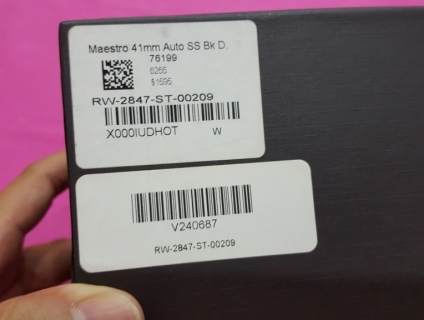 Maestro 41mm Auto SS Bk D.
76199
6265
$1595
RW-2847-ST-00209
X000IUDHOT W
V240687
RW-2847-ST-00209